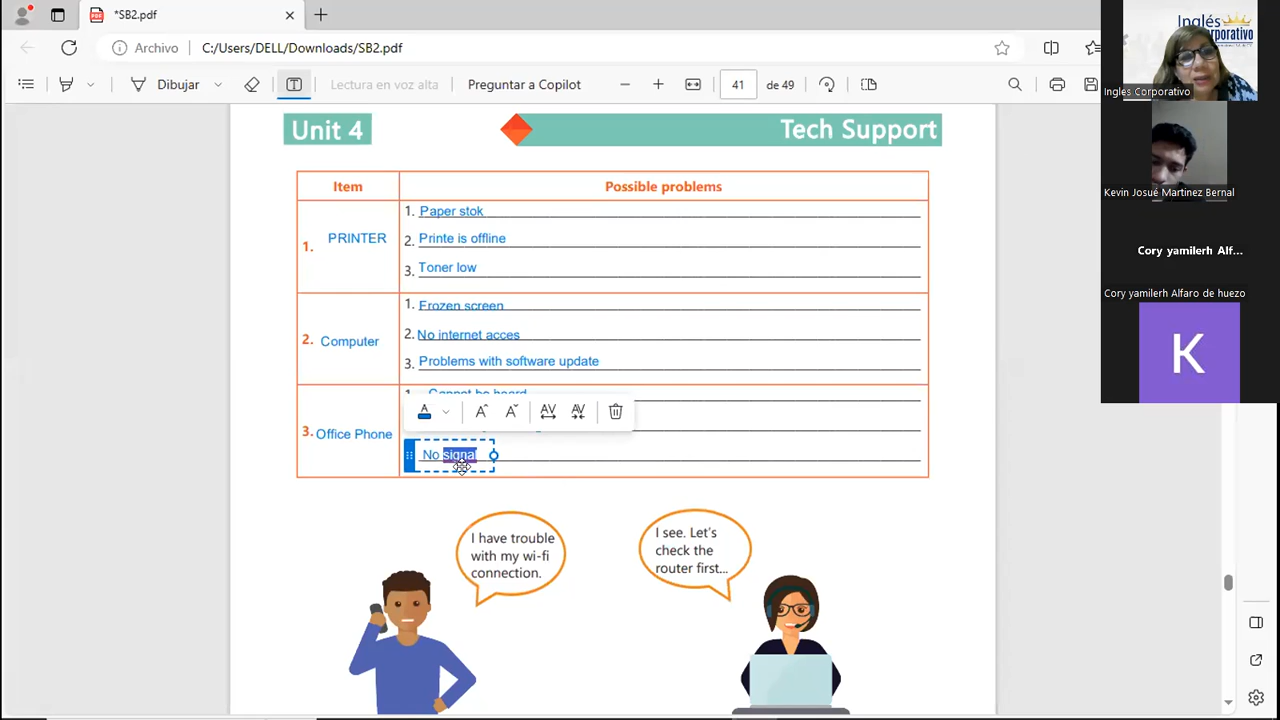 *SB2.pdf
Archivo C:/Users/DELL/Downloads/SB2.pdf
Dibujar Lectura en voz alta Preguntar a Copilot 41 de 49
Unit 4 Tech Support
Item Possible problems
1. PRINTER
1. Paper stok
2. Printe is offline
3. Toner low
2. Computer
1. Frozen screen
2. No internet acces
3. Problems with software update
3. Office Phone
1. Cannot be heard
No signal
I have trouble
with my wi-fi
connection.
I see. Let's
check the
router first...
Inglés
Corporativo
Ingles Corporativo
Kevin Josué Martinez Bernal
Cory yamilerh Alf...
Cory yamilerh Alfaro de huezo
K